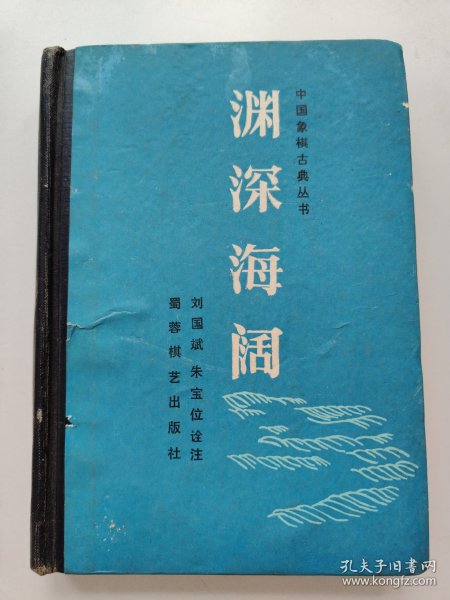 中国象棋古典丛书
渊深海阔
刘国斌 朱宝位诠注
蜀蓉棋艺出版社
孔夫子旧书网
www.kongfz.com